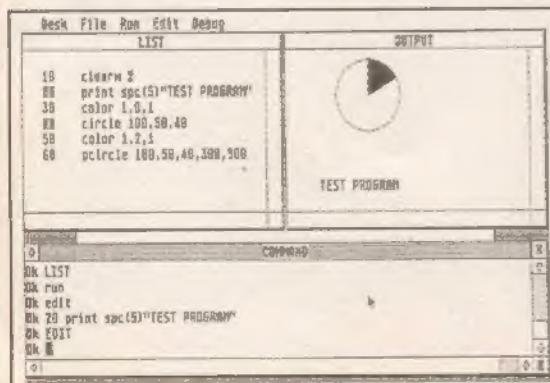 Desk File Run Edit Debug
LIST
OUTPUT
10 clearw 2
print spc(5)"TEST PROGRAM"
30 color 1,0,1
circle 100,50,40
50 color 1,2,1
60 pcircle 100,50,40,300,900
TEST PROGRAM
COMMAND
Ok LIST
Ok run
Ok edit
Ok 20 print spc(5)"TEST PROGRAM"
Ok EDIT
Ok